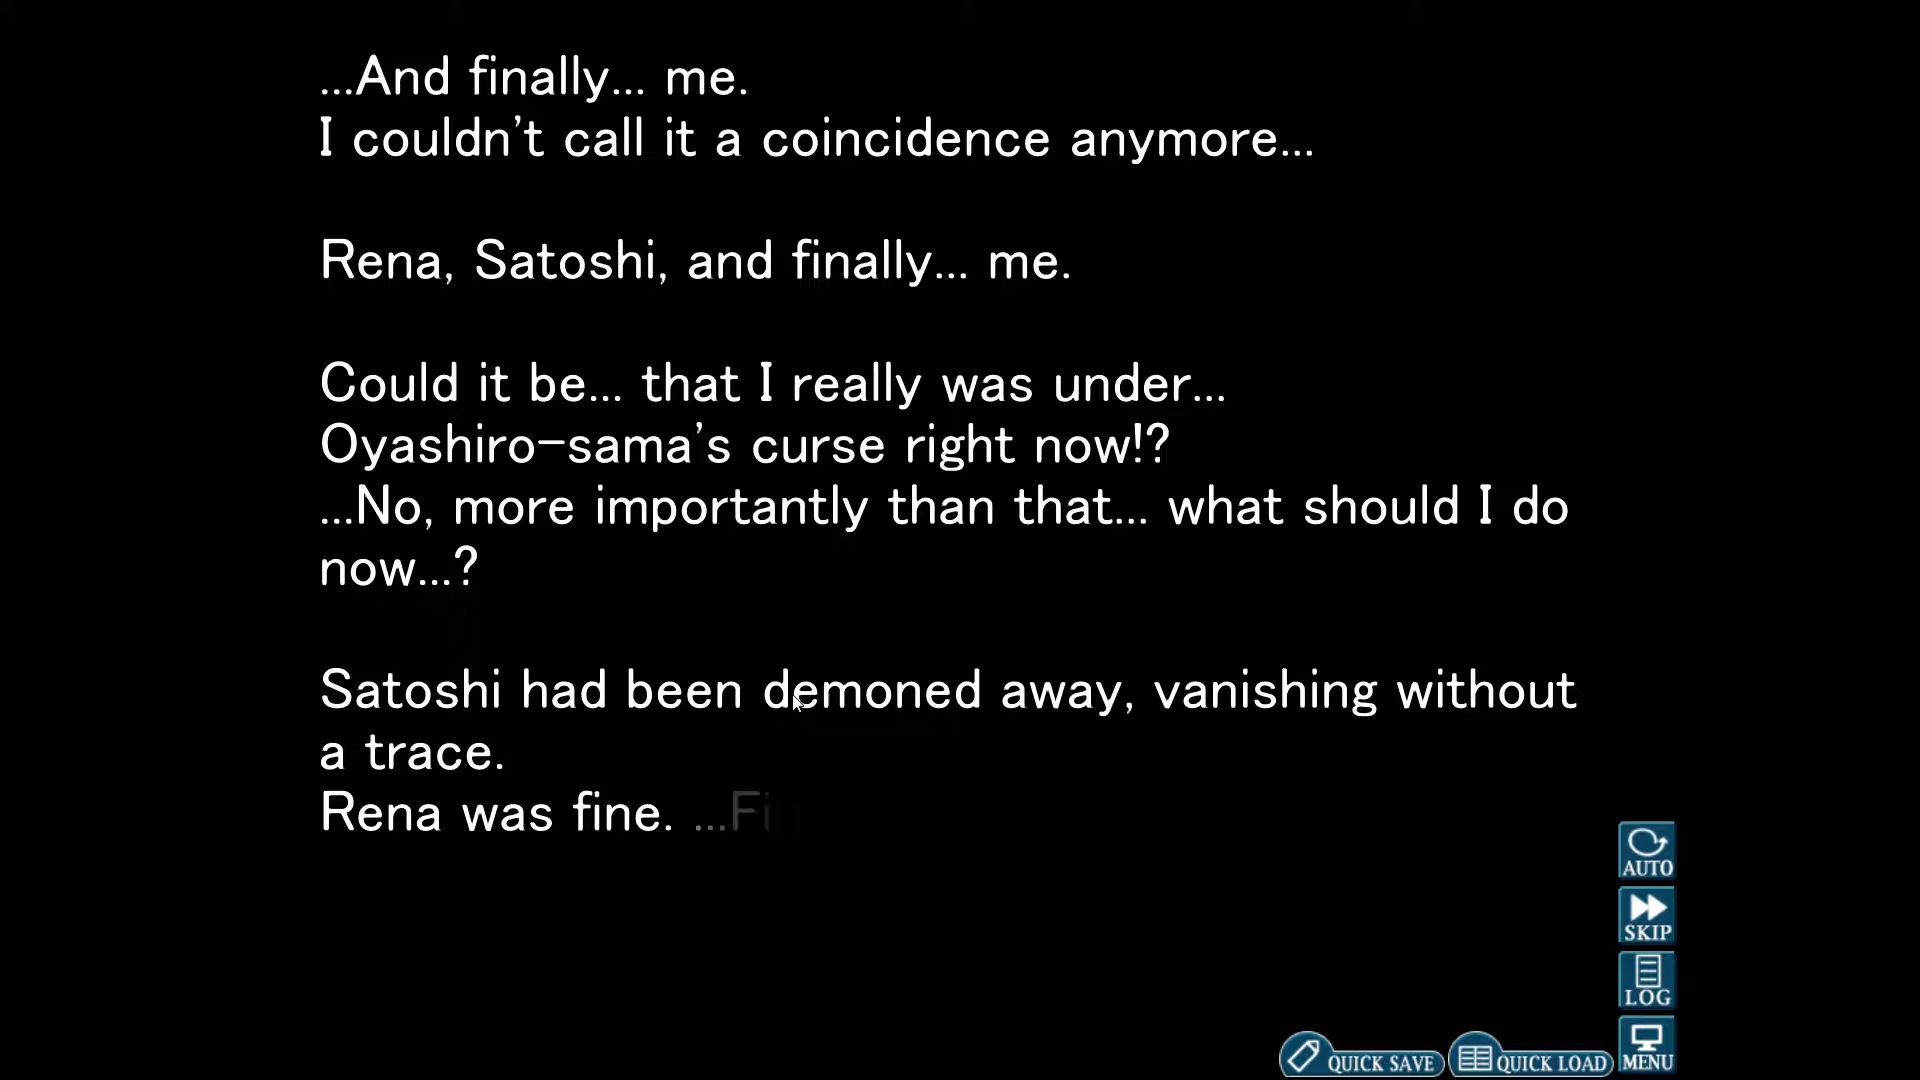 ...And finally... me.
I couldn't call it a coincidence anymore...
Rena, Satoshi, and finally... me.
Could it be... that I really was under...
Oyashiro-sama's curse right now!?
...No, more importantly than that... what should I do
now...?
Satoshi had been demoned away, vanishing without
a trace.
Rena was fine. ...Fi
AUTO
SKIP
LOG
MENU
QUICK SAVE
QUICK LOAD